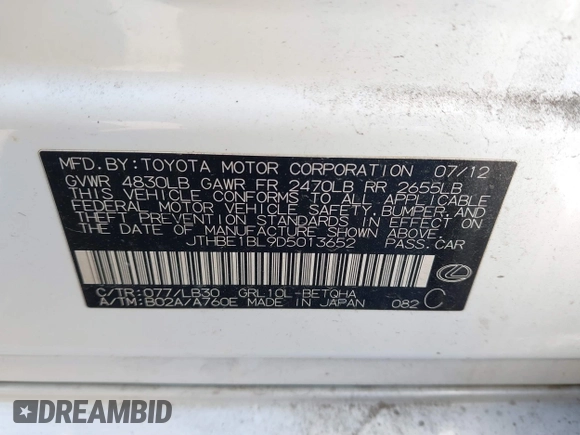 MFD.BY:TOYOTA MOTOR CORPORATION 07/12
GVWR 4830LB GAWR FR 2470LB RR 2655LB
THIS VEHICLE CONFORMS TO ALL APPLICABLE
FEDERAL MOTOR VEHICLE SAFETY, BUMPER, AND
THEFT PREVENTION STANDARDS IN EFFECT ON
THE DATE OF MANUFACTURE SHOWN ABOVE.
JTHBE1BL9D5013652 PASS.CAR
C/TR:077/LB30 GRL10L-BETQHA
A/TM:B02A/A760E MADE IN JAPAN 082 C
DREAMBID